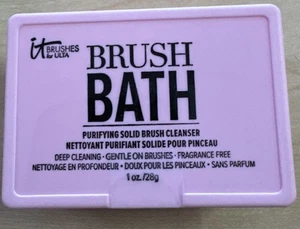 it BRUSHES
for ULTA
BRUSH
BATH
PURIFYING SOLID BRUSH CLEANSER
NETTOYANT PURIFIANT SOLIDE POUR PINCEAU
DEEP CLEANING • GENTLE ON BRUSHES • FRAGRANCE FREE
NETTOYAGE EN PROFONDEUR • DOUX POUR LES PINCEAUX • SANS PARFUM
1 oz./28g